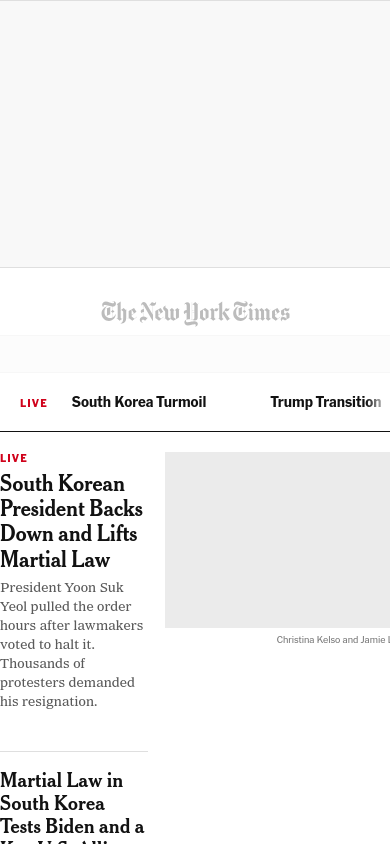 The New York Times
LIVE South Korea Turmoil Trump Transition
LIVE
South Korean
President Backs
Down and Lifts
Martial Law
President Yoon Suk
Yeol pulled the order
hours after lawmakers
voted to halt it.
Thousands of
protesters demanded
his resignation.
Christina Kelso and Jamie L
Martial Law in
South Korea
Tests Biden and a